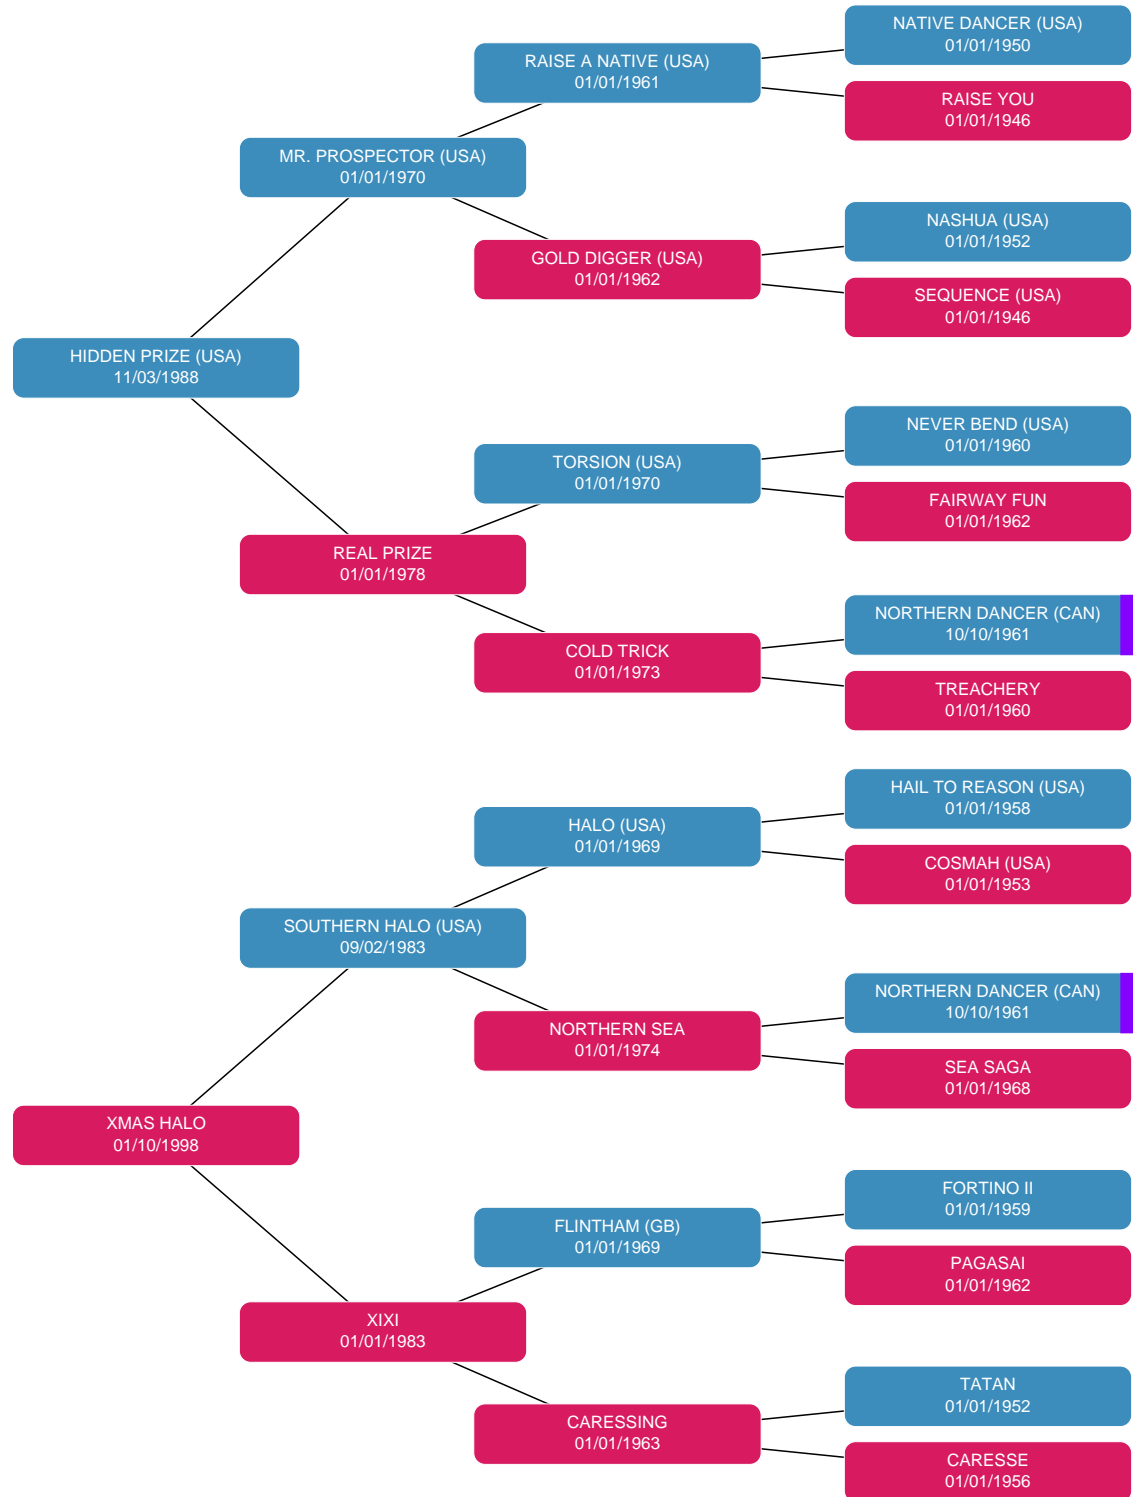 NATIVE DANCER (USA)
01/01/1950
RAISE A NATIVE (USA)
01/01/1961
RAISE YOU
01/01/1946
MR. PROSPECTOR (USA)
01/01/1970
NASHUA (USA)
01/01/1952
GOLD DIGGER (USA)
01/01/1962
SEQUENCE (USA)
01/01/1946
HIDDEN PRIZE (USA)
11/03/1988
NEVER BEND (USA)
01/01/1960
TORSION (USA)
01/01/1970
FAIRWAY FUN
01/01/1962
REAL PRIZE
01/01/1978
NORTHERN DANCER (CAN)
10/10/1961
COLD TRICK
01/01/1973
TREACHERY
01/01/1960
HAIL TO REASON (USA)
01/01/1958
HALO (USA)
01/01/1969
COSMAH (USA)
01/01/1953
SOUTHERN HALO (USA)
09/02/1983
NORTHERN DANCER (CAN)
10/10/1961
NORTHERN SEA
01/01/1974
SEA SAGA
01/01/1968
XMAS HALO
01/10/1998
FORTINO II
01/01/1959
FLINTHAM (GB)
01/01/1969
PAGASAI
01/01/1962
XIXI
01/01/1983
TATAN
01/01/1952
CARESSING
01/01/1963
CARESSE
01/01/1956